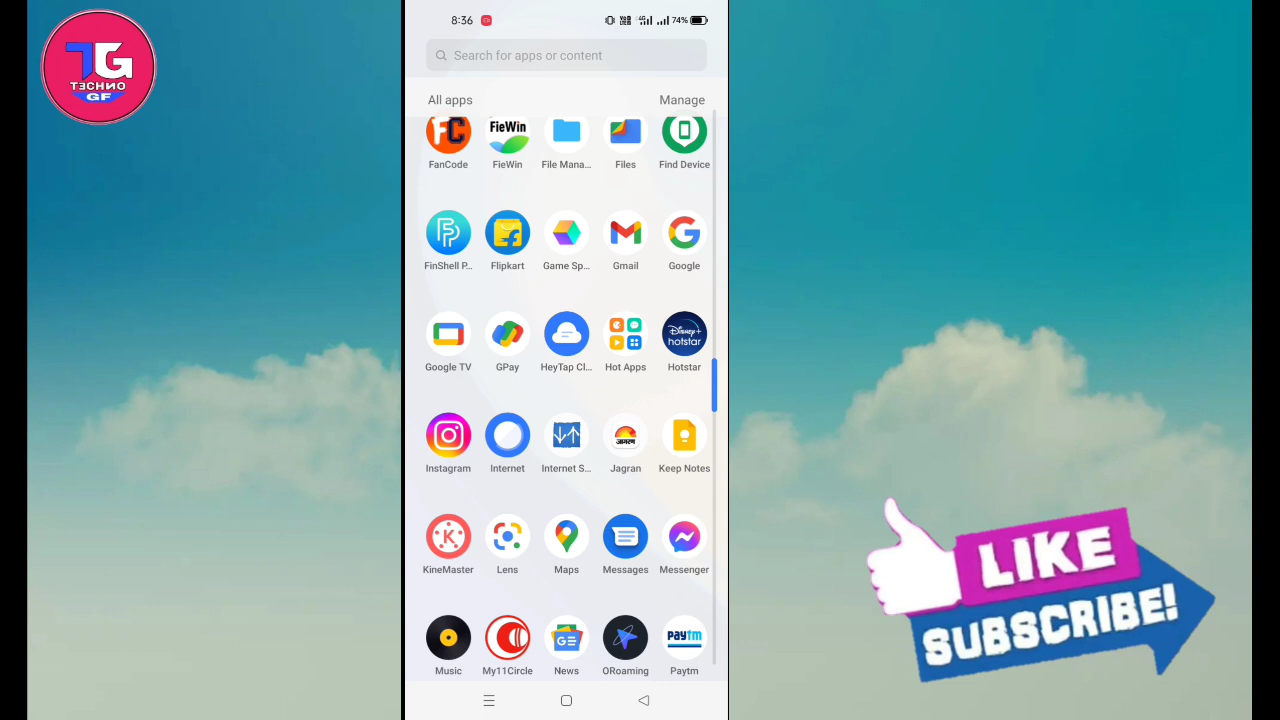 TG
TECHNO
GF
8:36
74%
Search for apps or content
All apps
Manage
FC
FieWin
FanCode
FieWin
File Mana...
Files
Find Device
FinShell P...
Flipkart
Game Sp...
Gmail
Google
Disney+
hotstar
Google TV
GPay
HeyTap Cl...
Hot Apps
Hotstar
जागरण
Instagram
Internet
Internet S...
Jagran
Keep Notes
K
KineMaster
Lens
Maps
Messages
Messenger
GE
paytm
Music
My11Circle
News
ORoaming
Paytm
LIKE
SUBSCRIBE!